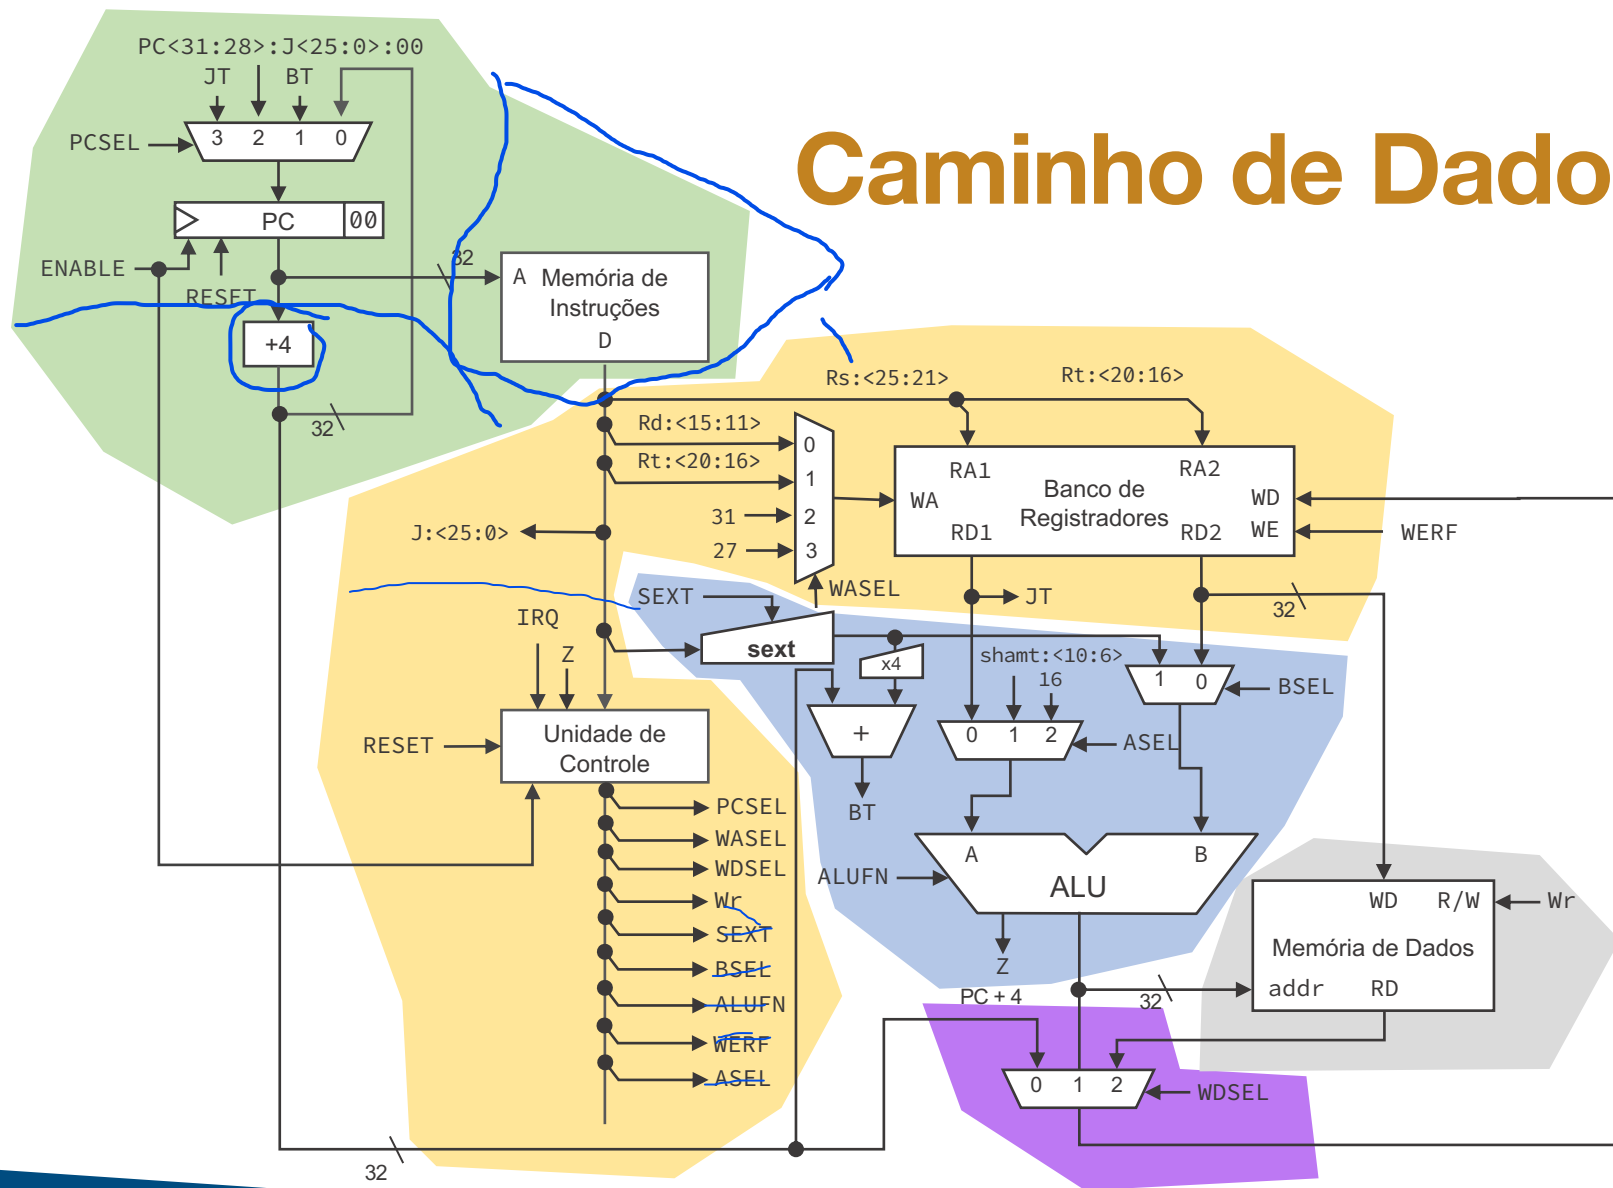 Caminho de Dado
PC<31:28>:J<25:0>:00
JT
BT
PCSEL
3 2 1 0
PC
00
ENABLE
RESET
32
A
Memória de
Instruções
D
+4
32
Rs:<25:21>
Rt:<20:16>
Rd:<15:11>
Rt:<20:16>
31
27
0
1
2
3
WASEL
RA1
RA2
WA
Banco de
Registradores
WD
WE
RD1
RD2
WERF
J:<25:0>
JT
32
SEXT
sext
IRQ
Z
x4
shamt:<10:6>
16
1 0
BSEL
RESET
Unidade de
Controle
+
0 1 2
ASEL
BT
PCSEL
WASEL
WDSEL
Wr
SEXT
BSEL
ALUFN
WERF
ASEL
A
B
ALU
ALUFN
Z
PC + 4
32
WD
R/W
Wr
Memória de Dados
addr
RD
0 1 2
WDSEL
32